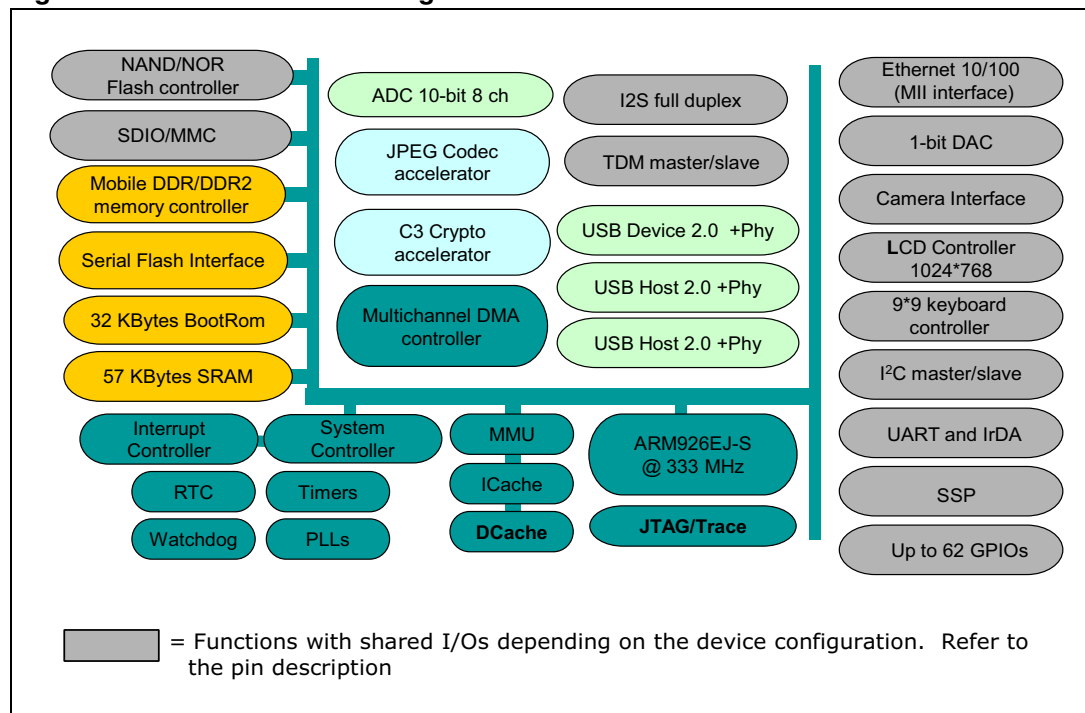 NAND/NOR
Flash controller
SDIO/MMC
Mobile DDR/DDR2
memory controller
Serial Flash Interface
32 KBytes BootRom
57 KBytes SRAM
ADC 10-bit 8 ch
JPEG Codec
accelerator
C3 Crypto
accelerator
Multichannel DMA
controller
I2S full duplex
TDM master/slave
USB Device 2.0 +Phy
USB Host 2.0 +Phy
USB Host 2.0 +Phy
Ethernet 10/100
(MII interface)
1-bit DAC
Camera Interface
LCD Controller
1024*768
9*9 keyboard
controller
I²C master/slave
UART and IrDA
SSP
Up to 62 GPIOs
Interrupt
Controller
System
Controller
RTC
Timers
Watchdog
PLLs
MMU
ICache
DCache
ARM926EJ-S
@ 333 MHz
JTAG/Trace
= Functions with shared I/Os depending on the device configuration. Refer to
the pin description